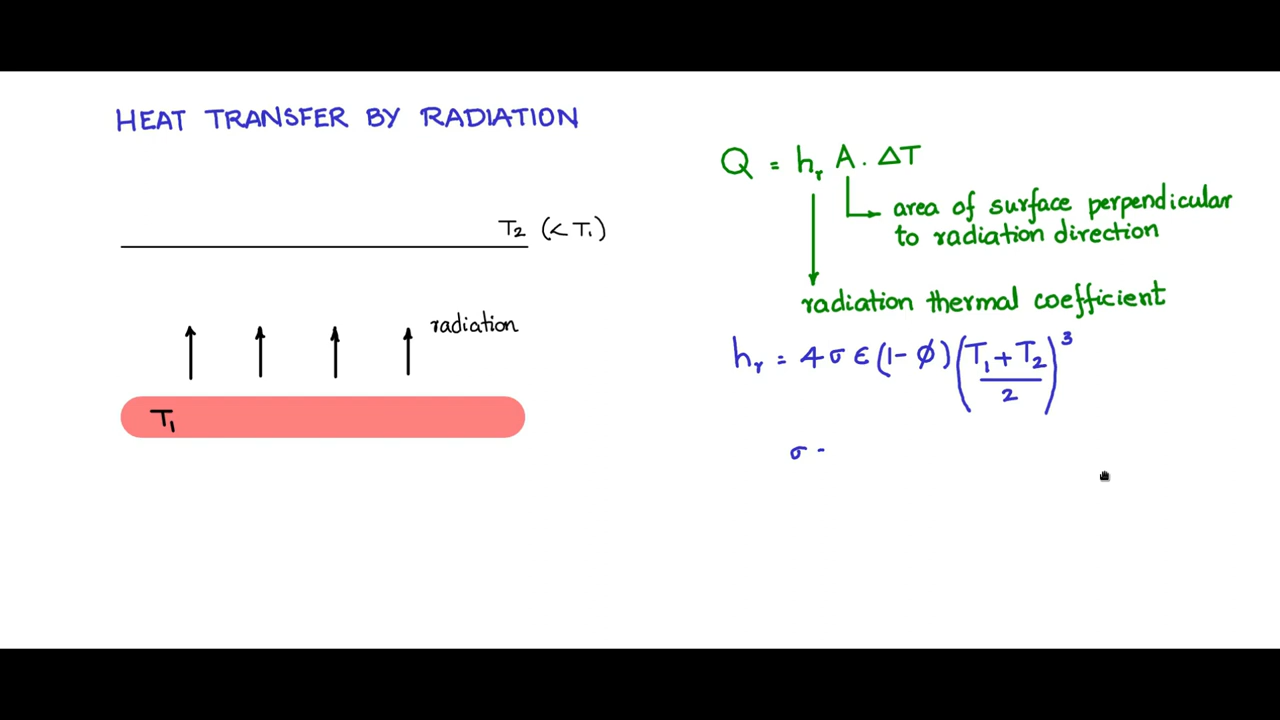 HEAT TRANSFER BY RADIATION
T₂ (< T₁)
radiation
T₁
Q = hᵣ A . ΔT
area of surface perpendicular
to radiation direction
radiation thermal coefficient
hᵣ = 4 σ ε (1 - ϕ) ((T₁ + T₂)/2)³
σ -